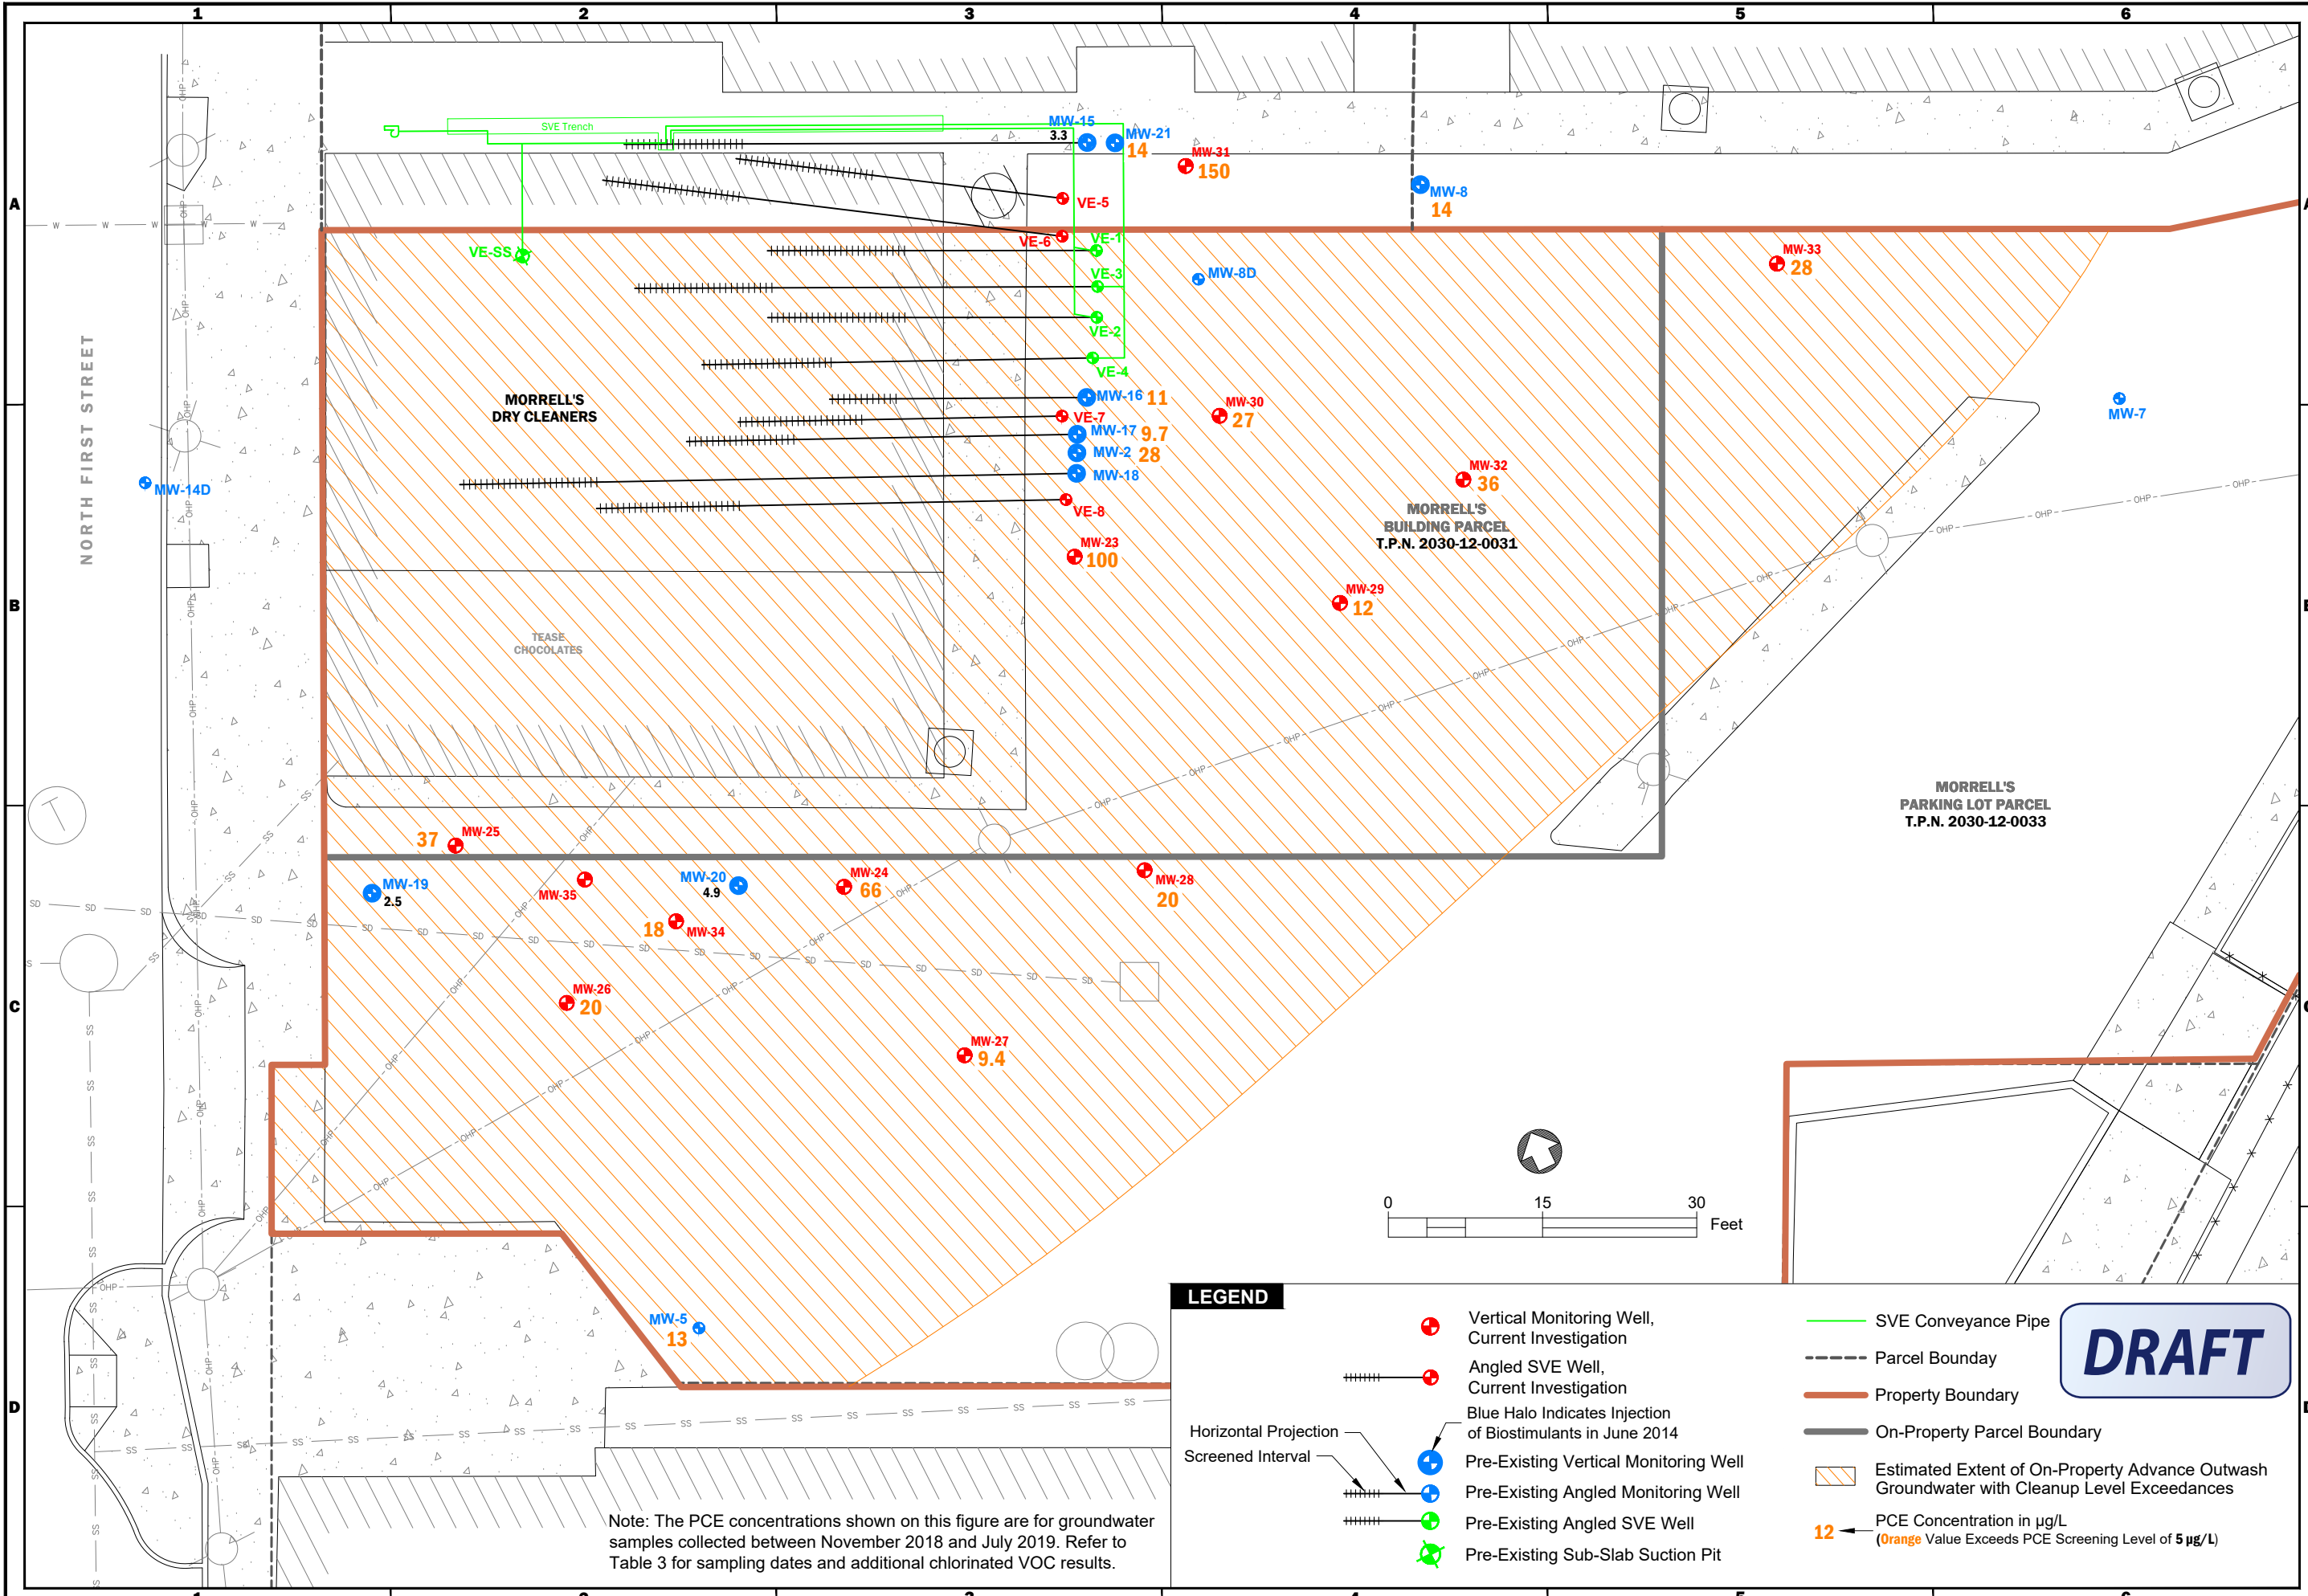 1 2 3 4 5 6
A
B
C
D
SVE Trench
MW-15
3.3
MW-21
14
MW-31
150
MW-8
14
VE-5
VE-6
VE-1
VE-SS
VE-3
MW-8D
MW-33
28
VE-2
VE-4
NORTH FIRST STREET
MORRELL'S
DRY CLEANERS
MW-16 11
VE-7
MW-17 9.7
MW-2 28
MW-18
VE-8
MW-30
27
MW-7
MW-14D
MW-32
36
MORRELL'S
BUILDING PARCEL
T.P.N. 2030-12-0031
MW-23
100
MW-29
12
TEASE
CHOCOLATES
MORRELL'S
PARKING LOT PARCEL
T.P.N. 2030-12-0033
37
MW-25
MW-19
2.5
MW-35
MW-20
4.9
MW-24
66
MW-28
20
18
MW-34
MW-26
20
MW-27
9.4
0 15 30
Feet
MW-5
13
LEGEND
Vertical Monitoring Well,
Current Investigation
Angled SVE Well,
Current Investigation
Blue Halo Indicates Injection
of Biostimulants in June 2014
Horizontal Projection
Screened Interval
Pre-Existing Vertical Monitoring Well
Pre-Existing Angled Monitoring Well
Pre-Existing Angled SVE Well
Pre-Existing Sub-Slab Suction Pit
SVE Conveyance Pipe
Parcel Bounday
Property Boundary
On-Property Parcel Boundary
Estimated Extent of On-Property Advance Outwash
Groundwater with Cleanup Level Exceedances
12
PCE Concentration in µg/L
(Orange Value Exceeds PCE Screening Level of 5 µg/L)
DRAFT
Note: The PCE concentrations shown on this figure are for groundwater
samples collected between November 2018 and July 2019. Refer to
Table 3 for sampling dates and additional chlorinated VOC results.